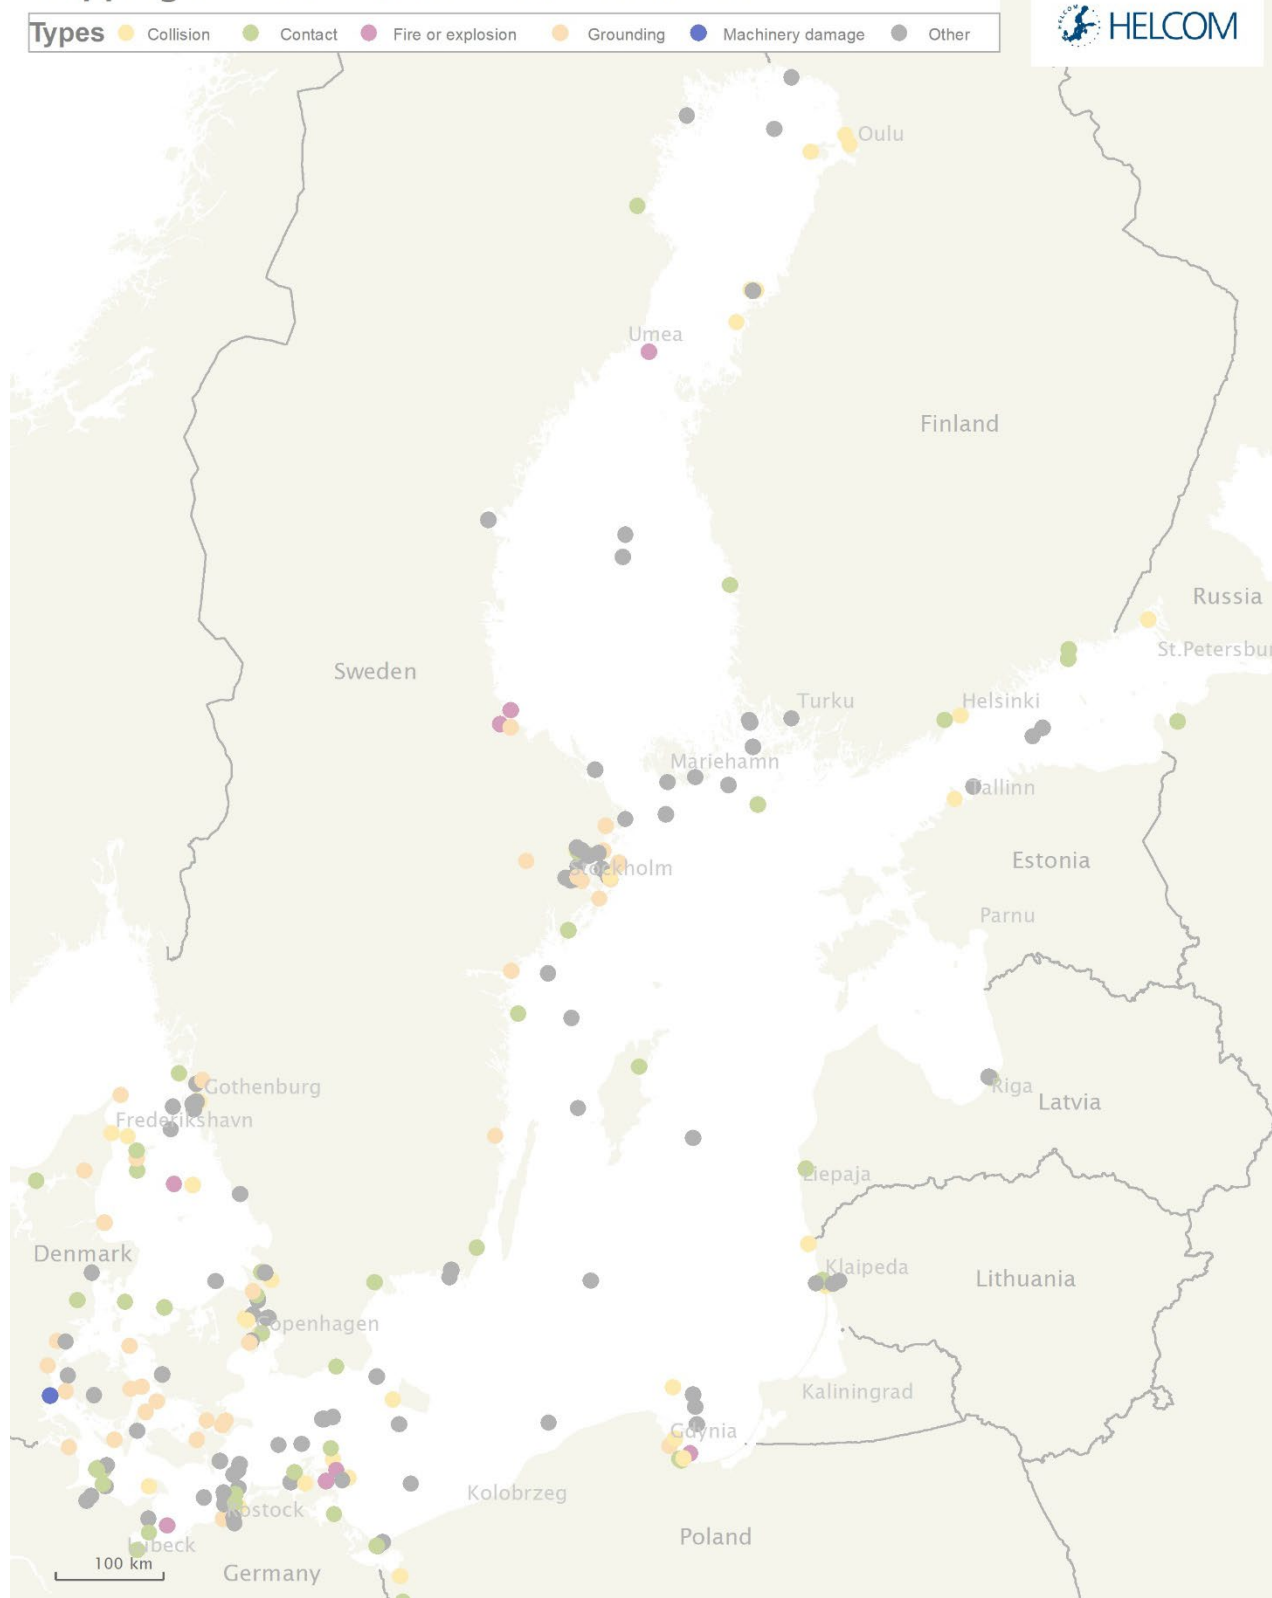 Types Collision Contact Fire or explosion Grounding Machinery damage Other
HELCOM
Oulu
Umea
Finland
Russia
St.Petersbur
Sweden
Turku
Helsinki
Mariehamn
Tallinn
Stockholm
Estonia
Parnu
Gothenburg
Riga
Latvia
Frederikshavn
Liepaja
Denmark
Klaipeda
Lithuania
openhagen
Kaliningrad
Gdynia
Kolobrzeg
Rostock
Poland
Lübeck
100 km
Germany